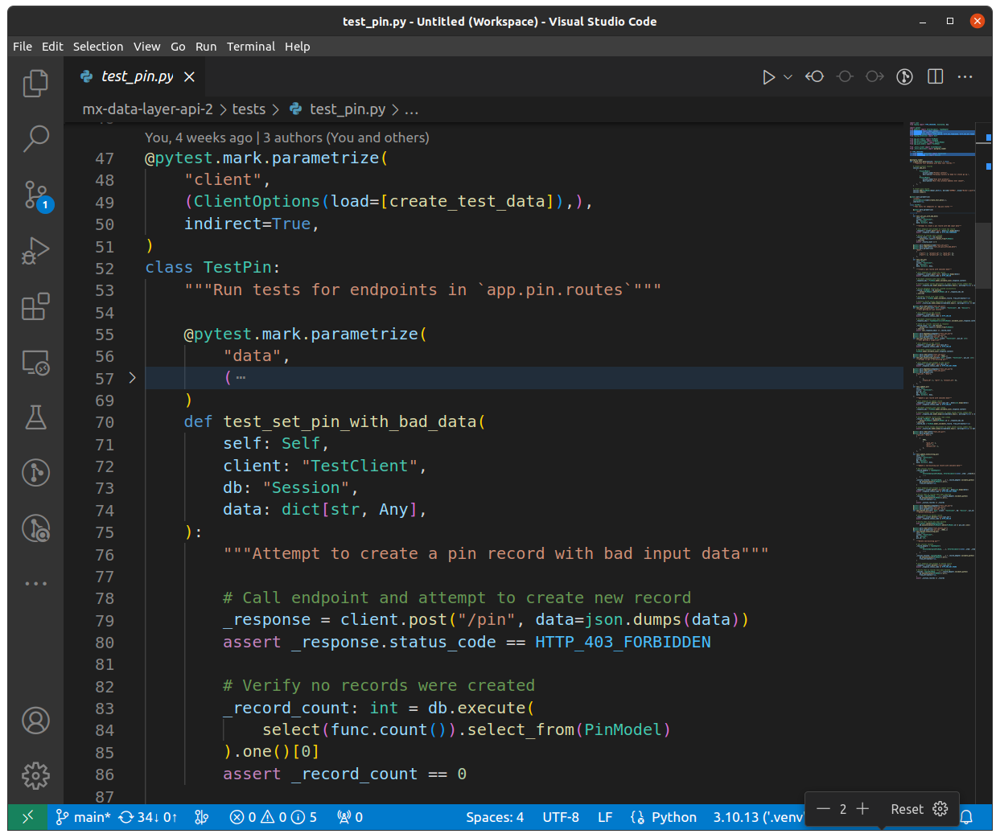 test_pin.py - Untitled (Workspace) - Visual Studio Code
File Edit Selection View Go Run Terminal Help
test_pin.py
mx-data-layer-api-2 > tests > test_pin.py > ...
You, 4 weeks ago | 3 authors (You and others)
47 @pytest.mark.parametrize(
48     "client",
49     (ClientOptions(load=[create_test_data]),),
50     indirect=True,
51 )
52 class TestPin:
53     """Run tests for endpoints in `app.pin.routes`"""
54
55     @pytest.mark.parametrize(
56         "data",
57         ( ⋯
69     )
70     def test_set_pin_with_bad_data(
71         self: Self,
72         client: "TestClient",
73         db: "Session",
74         data: dict[str, Any],
75     ):
76         """Attempt to create a pin record with bad input data"""
77
78         # Call endpoint and attempt to create new record
79         _response = client.post("/pin", data=json.dumps(data))
80         assert _response.status_code == HTTP_403_FORBIDDEN
81
82         # Verify no records were created
83         _record_count: int = db.execute(
84             select(func.count()).select_from(PinModel)
85         ).one()[0]
86         assert _record_count == 0
87
1
main* 34↓ 0↑ 0 0 5 0 Spaces: 4 UTF-8 LF Python 3.10.13 ('.venv'
2 Reset